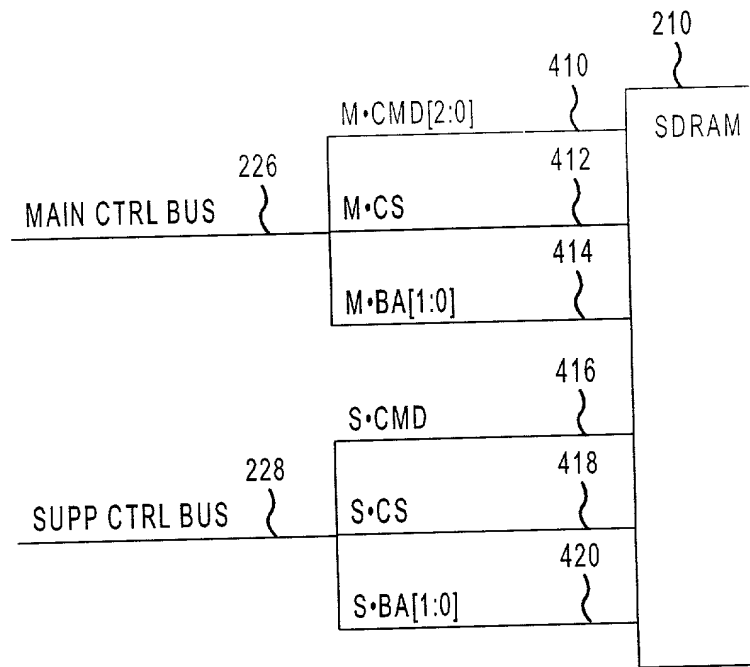 210
410
M•CMD[2:0]
SDRAM
226
412
MAIN CTRL BUS
M•CS
414
M•BA[1:0]
416
S•CMD
228
418
SUPP CTRL BUS
S•CS
420
S•BA[1:0]